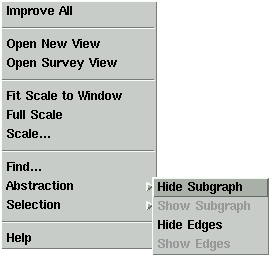 Improve All
Open New View
Open Survey View
Fit Scale to Window
Full Scale
Scale...
Find...
Abstraction
Hide Subgraph
Show Subgraph
Hide Edges
Show Edges
Selection
Help